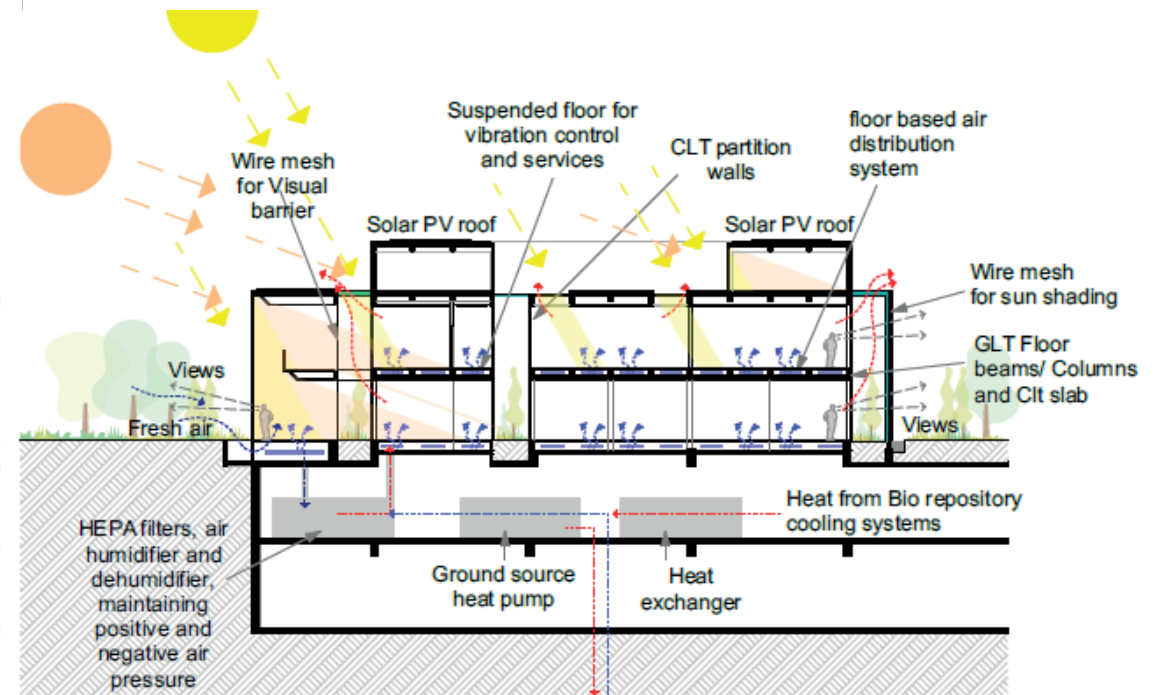 Suspended floor for
vibration control
and services
floor based air
distribution
system
CLT partition
walls
Wire mesh
for Visual
barrier
Solar PV roof
Solar PV roof
Wire mesh
for sun shading
GLT Floor
beams/ Columns
and Clt slab
Views
Fresh air
Views
HEPA filters, air
humidifier and
dehumidifier,
maintaining
positive and
negative air
pressure
Ground source
heat pump
Heat
exchanger
Heat from Bio repository
cooling systems